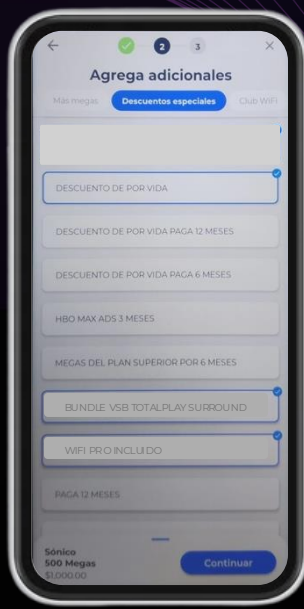 2
3
Agrega adicionales
Más megas
Descuentos especiales
Club WiFi
DESCUENTO DE POR VIDA
DESCUENTO DE POR VIDA PAGA 12 MESES
DESCUENTO DE POR VIDA PAGA 6 MESES
HBO MAX ADS 3 MESES
MEGAS DEL PLAN SUPERIOR POR 6 MESES
BUNDLE VSB TOTALPLAY SURROUND
WIFI PRO INCLUIDO
PAGA 12 MESES
Sónico
500 Megas
$1,000.00
Continuar